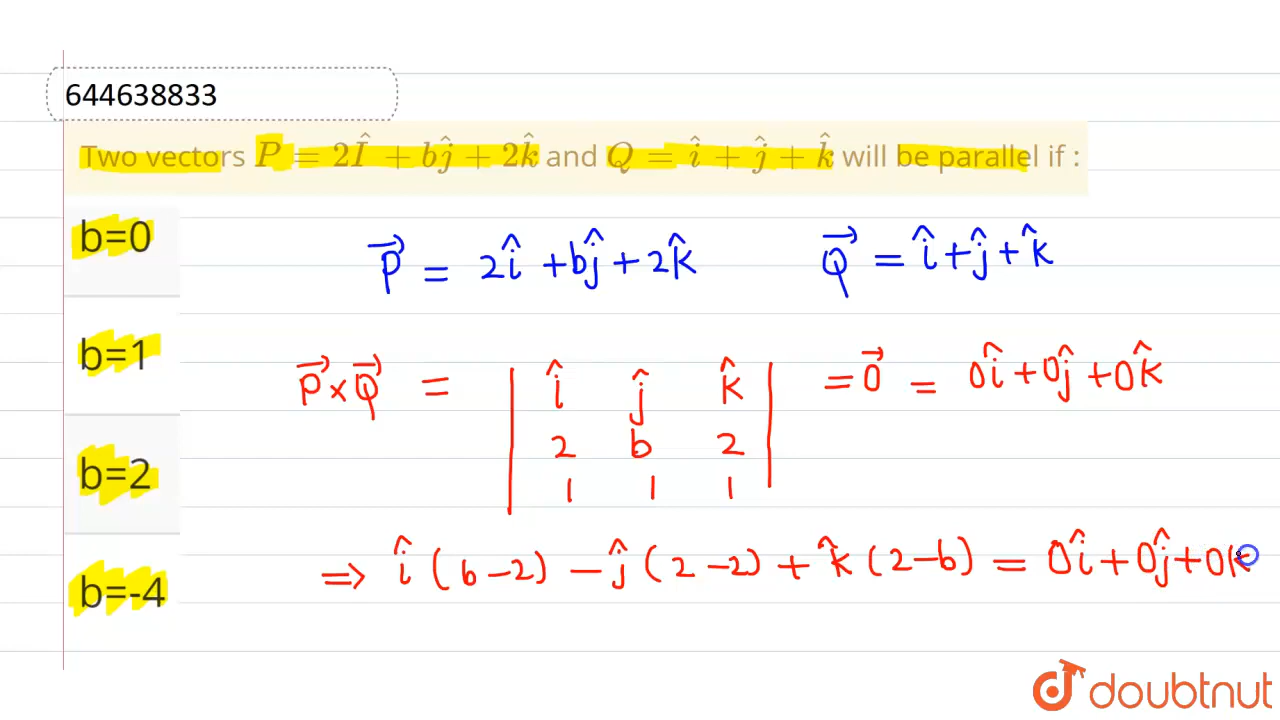 644638833
Two vectors P = 2Î + bĵ + 2k̂ and Q = î + ĵ + k̂ will be parallel if :
b=0
b=1
b=2
b=-4
P⃗ = 2î + bĵ + 2k̂ Q⃗ = î + ĵ + k̂
P⃗ × Q⃗ = | î ĵ k̂ | = 0⃗ = 0î + 0ĵ + 0k̂
2 b 2
1 1 1
⇒ î (b – 2) – ĵ (2 – 2) + k̂ (2 – b) = 0î + 0ĵ + 0k
doubtnut